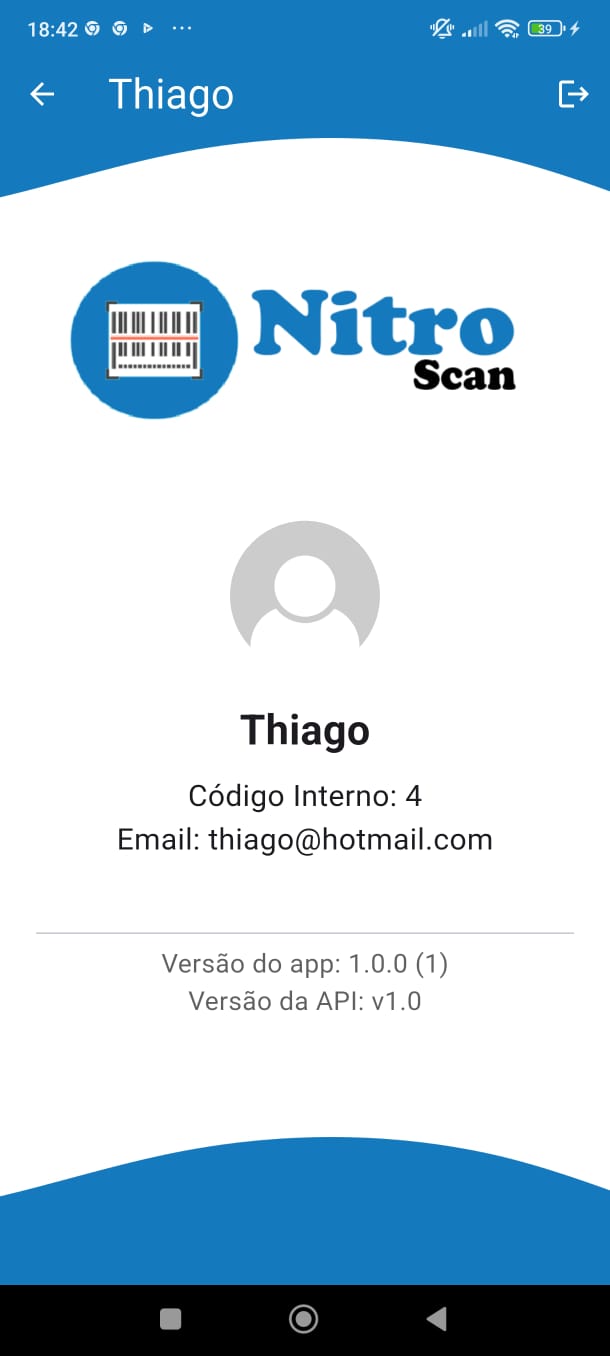 18:42
39
Thiago
Nitro
Scan
Thiago
Código Interno: 4
Email: thiago@hotmail.com
Versão do app: 1.0.0 (1)
Versão da API: v1.0